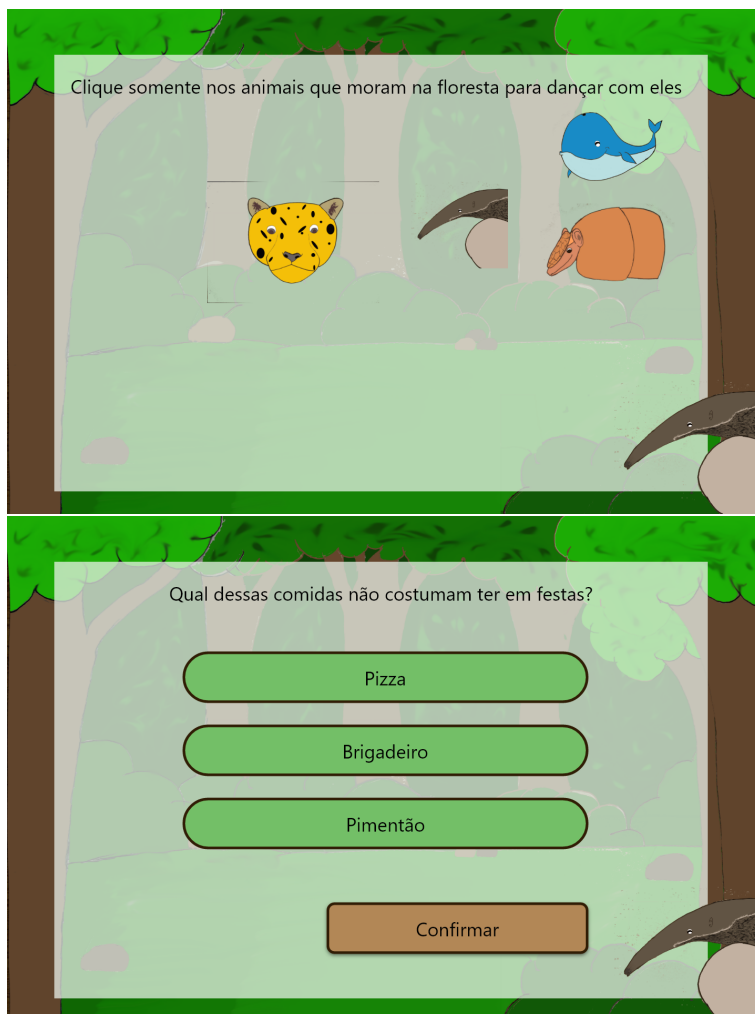 Clique somente nos animais que moram na floresta para dançar com eles
Qual dessas comidas não costumam ter em festas?
Pizza
Brigadeiro
Pimentão
Confirmar